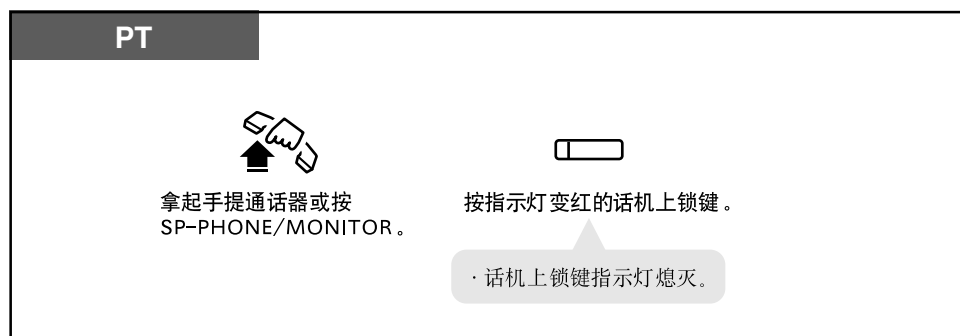 PT
拿起手提通话器或按
SP-PHONE/MONITOR。
按指示灯变红的话机上锁键。
·话机上锁键指示灯熄灭。